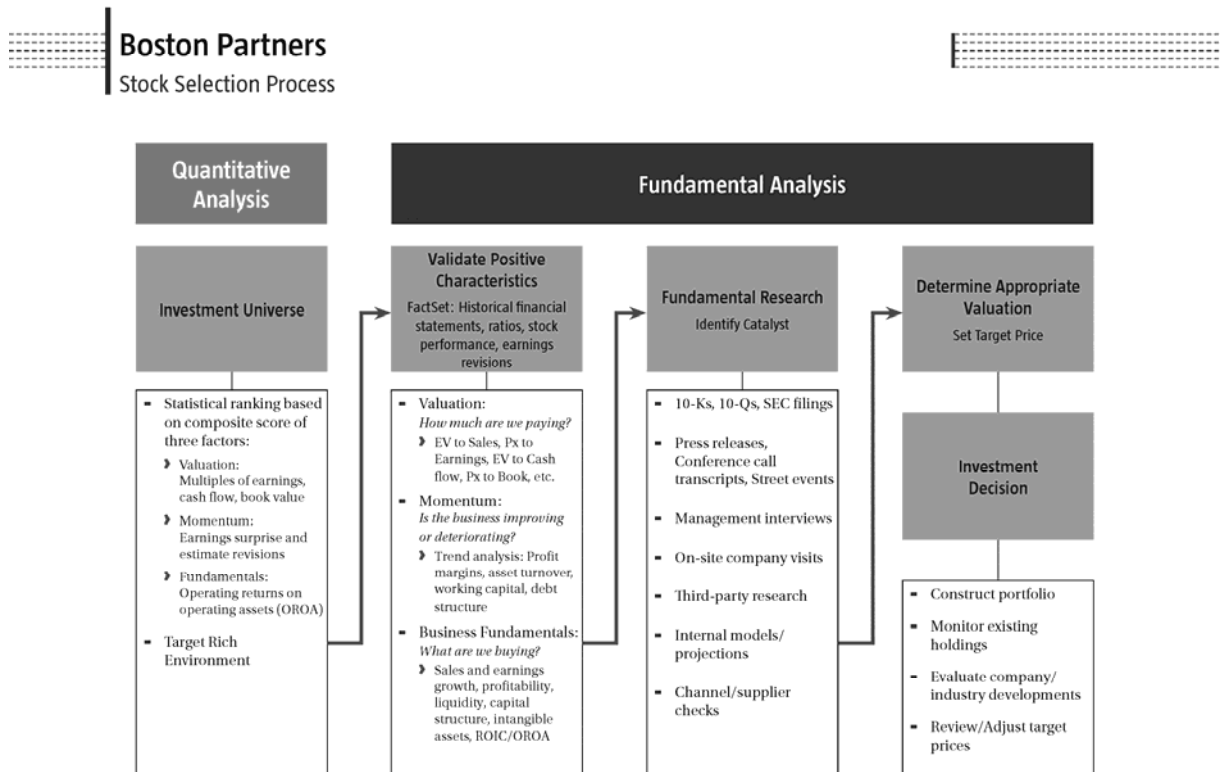 Boston Partners
Stock Selection Process
Quantitative
Analysis
Fundamental Analysis
Investment Universe
- Statistical ranking based
on composite score of
three factors:
❯ Valuation:
Multiples of earnings,
cash flow, book value
❯ Momentum:
Earnings surprise and
estimate revisions
❯ Fundamentals:
Operating returns on
operating assets (OROA)
- Target Rich
Environment
Validate Positive
Characteristics
FactSet: Historical financial
statements, ratios, stock
performance, earnings
revisions
- Valuation:
How much are we paying?
❯ EV to Sales, Px to
Earnings, EV to Cash
flow, Px to Book, etc.
- Momentum:
Is the business improving
or deteriorating?
❯ Trend analysis: Profit
margins, asset turnover,
working capital, debt
structure
- Business Fundamentals:
What are we buying?
❯ Sales and earnings
growth, profitability,
liquidity, capital
structure, intangible
assets, ROIC/OROA
Fundamental Research
Identify Catalyst
- 10-Ks, 10-Qs, SEC filings
- Press releases,
Conference call
transcripts, Street events
- Management interviews
- On-site company visits
- Third-party research
- Internal models/
projections
- Channel/supplier
checks
Determine Appropriate
Valuation
Set Target Price
Investment
Decision
- Construct portfolio
- Monitor existing
holdings
- Evaluate company/
industry developments
- Review/Adjust target
prices